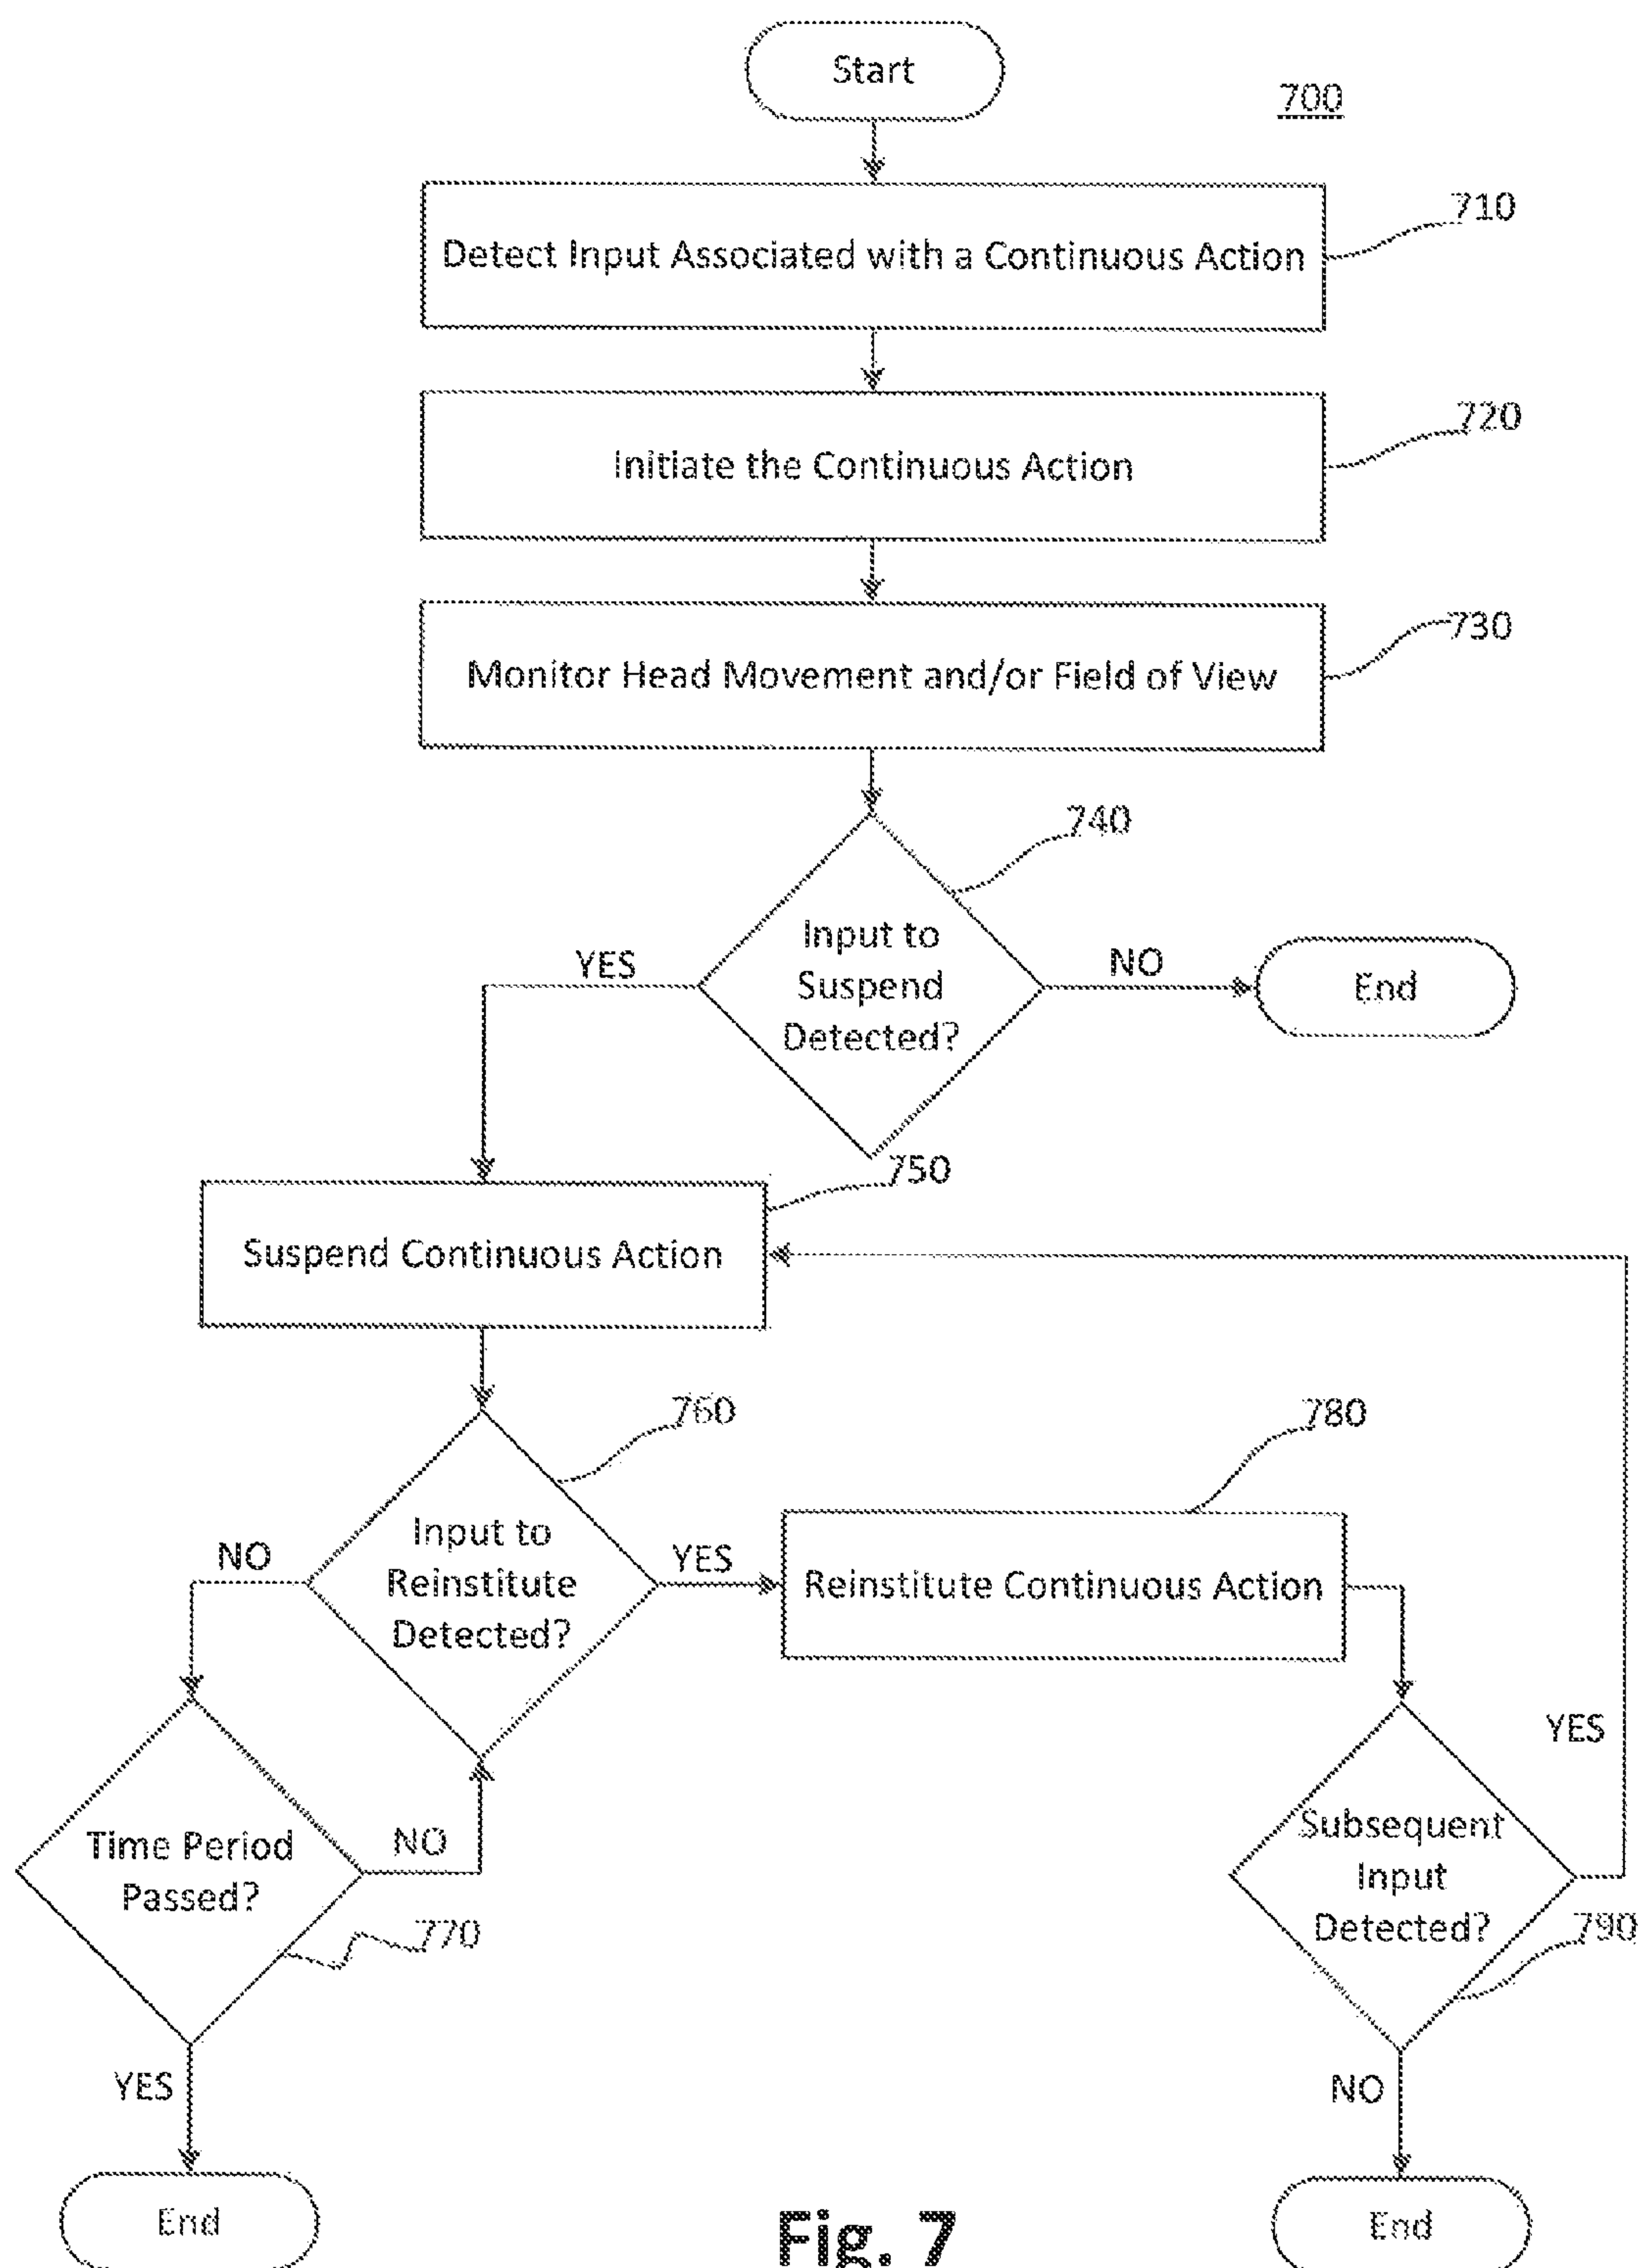 Start
700
Detect Input Associated with a Continuous Action
710
Initiate the Continuous Action
720
Monitor Head Movement and/or Field of View
730
740
Input to
Suspend
Detected?
YES
NO
End
750
Suspend Continuous Action
760
Input to
Reinstitute
Detected?
NO
YES
780
Reinstitute Continuous Action
YES
Time Period
Passed?
NO
770
Subsequent
Input
Detected?
790
YES
NO
End
End
Fig. 7